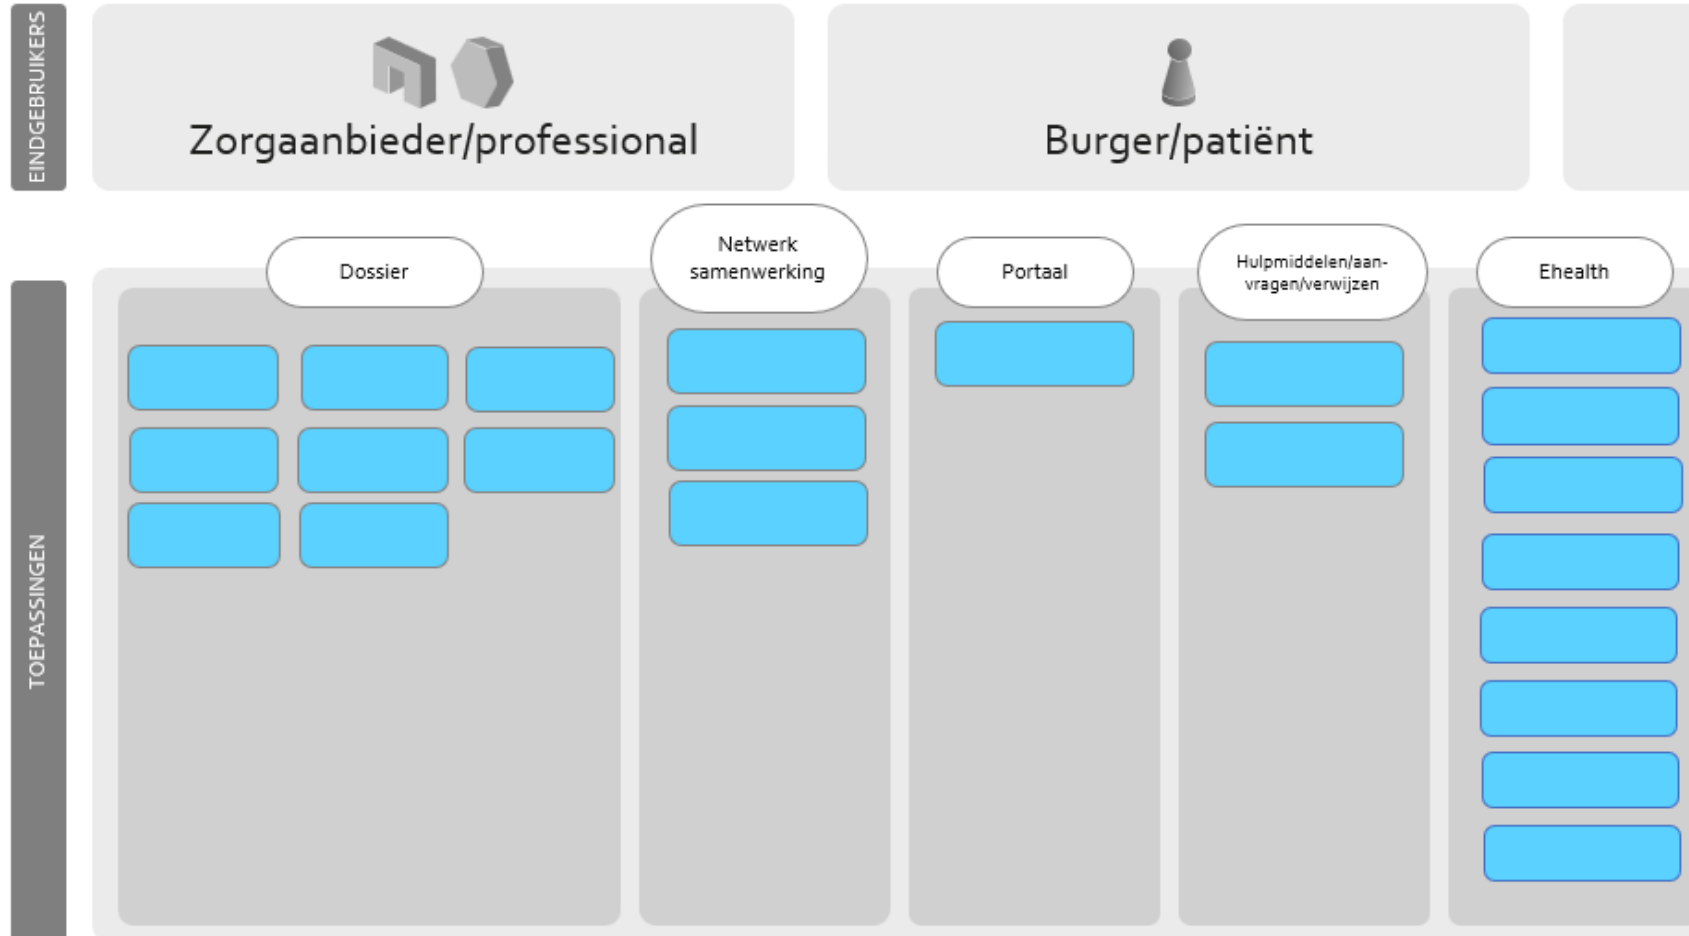 EINDGEBRUIKERS
Zorgaanbieder/professional
Burger/patiënt
Dossier
Netwerk
samenwerking
Portaal
Hulpmiddelen/aan-
vragen/verwijzen
Ehealth
TOEPASSINGEN